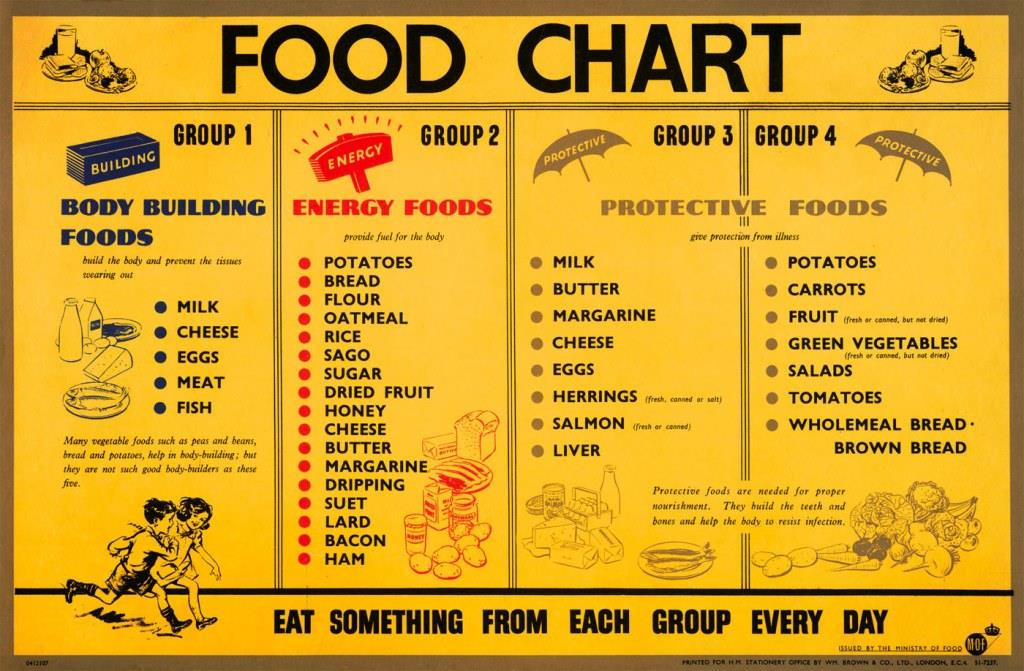 FOOD CHART
GROUP 1
BUILDING
BODY BUILDING
FOODS
build the body and prevent the tissues
wearing out
MILK
CHEESE
EGGS
MEAT
FISH
Many vegetable foods such as peas and beans,
bread and potatoes, help in body-building; but
they are not such good body-builders as these
five.
GROUP 2
ENERGY
ENERGY FOODS
provide fuel for the body
POTATOES
BREAD
FLOUR
OATMEAL
RICE
SAGO
SUGAR
DRIED FRUIT
HONEY
CHEESE
BUTTER
MARGARINE
DRIPPING
SUET
LARD
BACON
HAM
BUTTER
HONEY
GROUP 3
GROUP 4
PROTECTIVE
PROTECTIVE
PROTECTIVE FOODS
give protection from illness
MILK
BUTTER
MARGARINE
CHEESE
EGGS
HERRINGS (fresh, canned or salt)
SALMON (fresh or canned)
LIVER
POTATOES
CARROTS
FRUIT (fresh or canned, but not dried)
GREEN VEGETABLES
(fresh or canned, but not dried)
SALADS
TOMATOES
WHOLEMEAL BREAD·
BROWN BREAD
Protective foods are needed for proper
nourishment. They build the teeth and
bones and help the body to resist infection.
EAT SOMETHING FROM EACH GROUP EVERY DAY
ISSUED BY THE MINISTRY OF FOOD
MOF
0412107
PRINTED FOR H.M. STATIONERY OFFICE BY WM. BROWN & CO., LTD., LONDON, E.C.4. 51-7237.